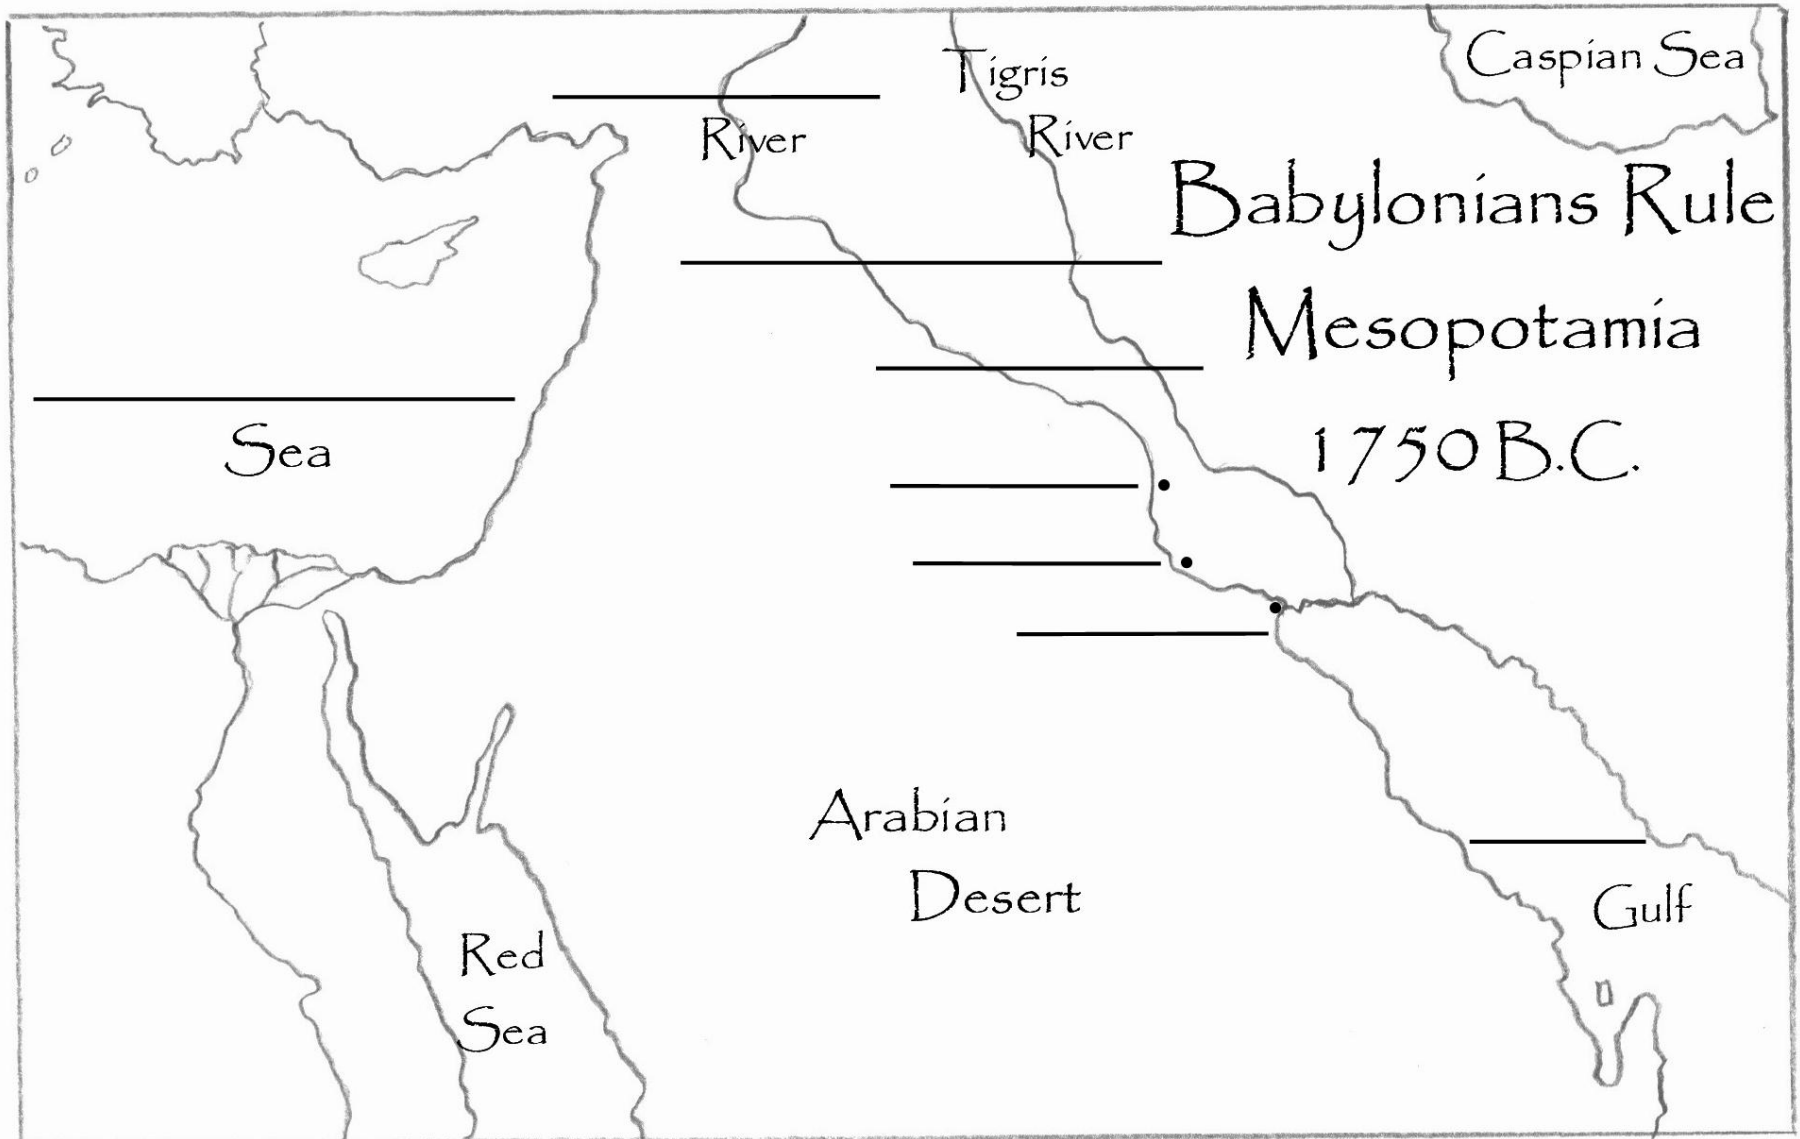 Tigris
River
River
Caspian Sea
Babylonians Rule
Mesopotamia
1750 B.C.
Sea
Arabian
Desert
Red
Sea
Gulf